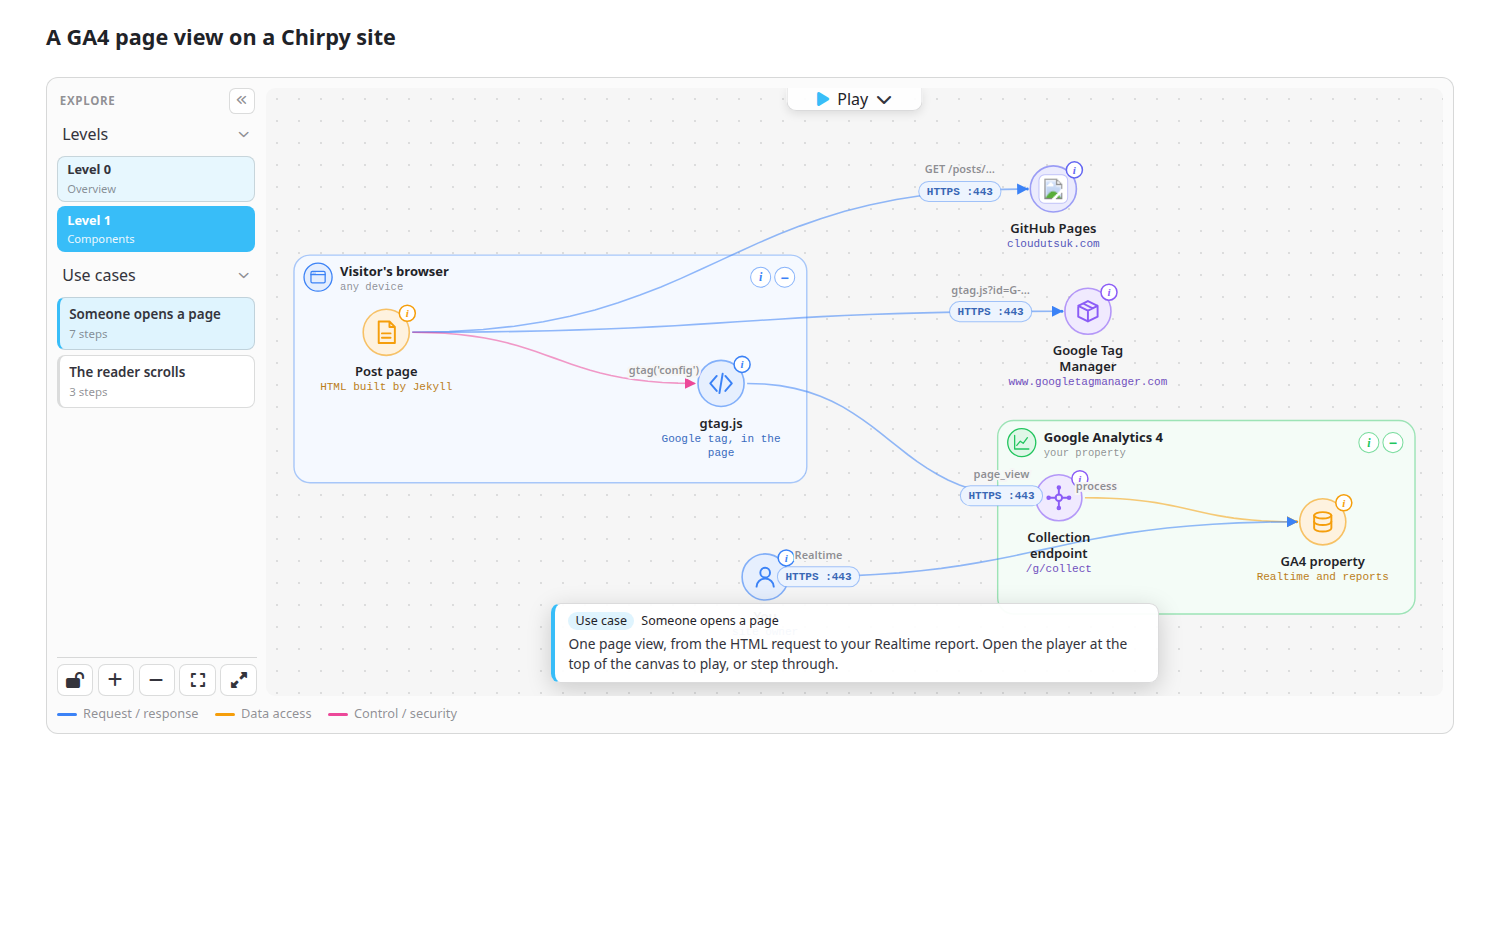 A GA4 page view on a Chirpy site
EXPLORE
Levels
Level 0
Overview
Level 1
Components
Use cases
Someone opens a page
7 steps
The reader scrolls
3 steps
Play
GET /posts/...
HTTPS :443
i
GitHub Pages
cloudutsuk.com
Visitor's browser
any device
i
i
Post page
HTML built by Jekyll
gtag.js?id=G-...
HTTPS :443
i
Google Tag
Manager
www.googletagmanager.com
gtag('config')
i
gtag.js
Google tag, in the
page
Google Analytics 4
your property
i
page_view
HTTPS :443
i
process
Collection
endpoint
/g/collect
i
GA4 property
Realtime and reports
i
Realtime
HTTPS :443
Use case Someone opens a page
One page view, from the HTML request to your Realtime report. Open the player at the
top of the canvas to play, or step through.
Request / response
Data access
Control / security